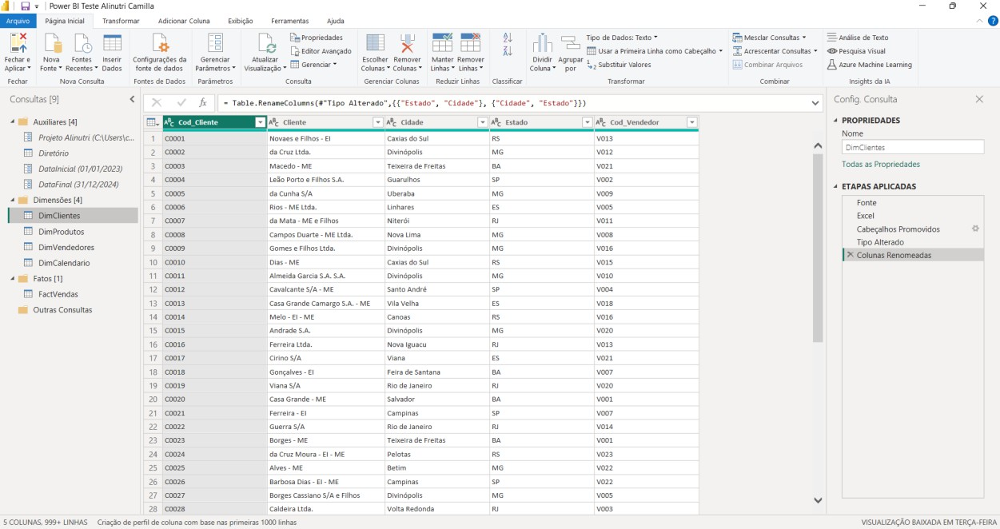 Power BI Teste Alinutri Camilla
Arquivo Página Inicial Transformar Adicionar Coluna Exibição Ferramentas Ajuda
Fechar e Aplicar
Fechar
Nova Fonte
Fontes Recentes
Inserir Dados
Nova Consulta
Configurações da fonte de dados
Fontes de Dados
Gerenciar Parâmetros
Parâmetros
Atualizar Visualização
Propriedades
Editor Avançado
Gerenciar
Consulta
Escolher Colunas
Remover Colunas
Gerenciar Colunas
Manter Linhas
Remover Linhas
Reduzir Linhas
Classificar
Dividir Coluna
Agrupar por
Tipo de Dados: Texto
Usar a Primeira Linha como Cabeçalho
Substituir Valores
Transformar
Mesclar Consultas
Acrescentar Consultas
Combinar Arquivos
Combinar
Análise de Texto
Pesquisa Visual
Azure Machine Learning
Insights da IA
Consultas [9]
Auxiliares [4]
Projeto Alinutri (C:\Users\c...
Diretório
DataInicial (01/01/2023)
DataFinal (31/12/2024)
Dimensões [4]
DimClientes
DimProdutos
DimVendedores
DimCalendario
Fatos [1]
FactVendas
Outras Consultas
fx = Table.RenameColumns(#"Tipo Alterado",{{"Estado", "Cidade"}, {"Cidade", "Estado"}})
ABC Cod_Cliente ABC Cliente ABC Cidade ABC Estado ABC Cod_Vendedor
1 C0001 Novaes e Filhos - EI Caxias do Sul RS V013
2 C0002 da Cruz Ltda. Divinópolis MG V012
3 C0003 Macedo - ME Teixeira de Freitas BA V021
4 C0004 Leão Porto e Filhos S.A. Guarulhos SP V002
5 C0005 da Cunha S/A Uberaba MG V009
6 C0006 Rios - ME Ltda. Linhares ES V005
7 C0007 da Mata - ME e Filhos Niterói RJ V011
8 C0008 Campos Duarte - ME Ltda. Nova Lima MG V008
9 C0009 Gomes e Filhos Ltda. Divinópolis MG V016
10 C0010 Dias - ME Caxias do Sul RS V015
11 C0011 Almeida Garcia S.A. S.A. Divinópolis MG V010
12 C0012 Cavalcante S/A - ME Santo André SP V004
13 C0013 Casa Grande Camargo S.A. - ME Vila Velha ES V018
14 C0014 Melo - EI - ME Canoas RS V016
15 C0015 Andrade S.A. Divinópolis MG V020
16 C0016 Ferreira Ltda. Nova Iguacu RJ V013
17 C0017 Cirino S/A Viana ES V021
18 C0018 Gonçalves - EI Feira de Santana BA V007
19 C0019 Viana S/A Rio de Janeiro RJ V020
20 C0020 Casa Grande - ME Salvador BA V001
21 C0021 Ferreira - EI Campinas SP V007
22 C0022 Guerra S/A Rio de Janeiro RJ V014
23 C0023 Borges - ME Teixeira de Freitas BA V001
24 C0024 da Cruz Moura - EI - ME Pelotas RS V023
25 C0025 Alves - ME Betim MG V022
26 C0026 Barbosa Dias - EI - ME Campinas SP V022
27 C0027 Borges Cassiano S/A e Filhos Divinópolis MG V005
28 C0028 Caldeira Ltda. Volta Redonda RJ V003
Config. Consulta
PROPRIEDADES
Nome
DimClientes
Todas as Propriedades
ETAPAS APLICADAS
Fonte
Excel
Cabeçalhos Promovidos
Tipo Alterado
Colunas Renomeadas
5 COLUNAS, 999+ LINHAS Criação de perfil de coluna com base nas primeiras 1000 linhas
VISUALIZAÇÃO BAIXADA EM TERÇA-FEIRA